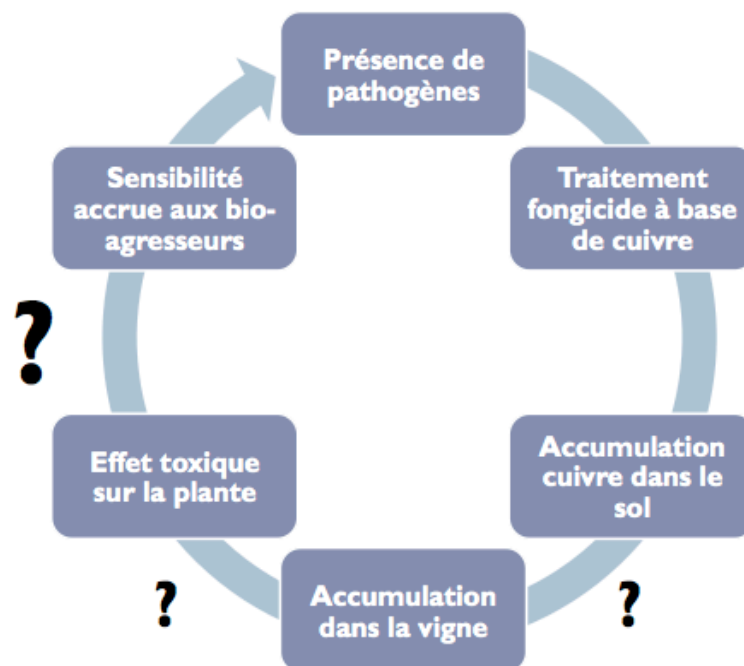 Présence de
pathogènes
Traitement
fongicide à base
de cuivre
Accumulation
cuivre dans le
sol
?
Accumulation
dans la vigne
?
Effet toxique
sur la plante
?
Sensibilité
accrue aux bio-
agresseurs